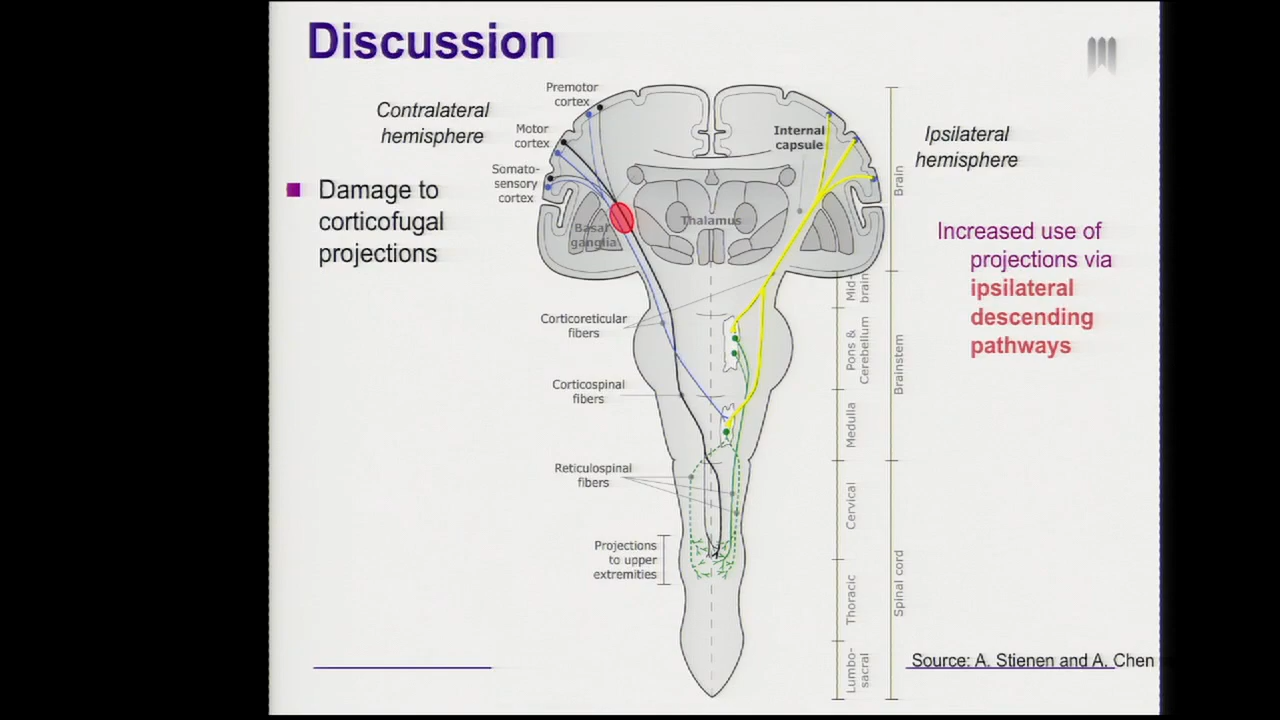 Discussion
Contralateral
hemisphere
Damage to
corticofugal
projections
Premotor
cortex
Motor
cortex
Somato-
sensory
cortex
Internal
capsule
Thalamus
Basal
ganglia
Corticoreticular
fibers
Corticospinal
fibers
Reticulospinal
fibers
Projections
to upper
extremities
Brain
Mid-
brain
Pons &
Cerebellum
Medulla
Brainstem
Cervical
Thoracic
Lumbo-
sacral
Spinal cord
Ipsilateral
hemisphere
Increased use of
projections via
ipsilateral
descending
pathways
Source: A. Stienen and A. Chen